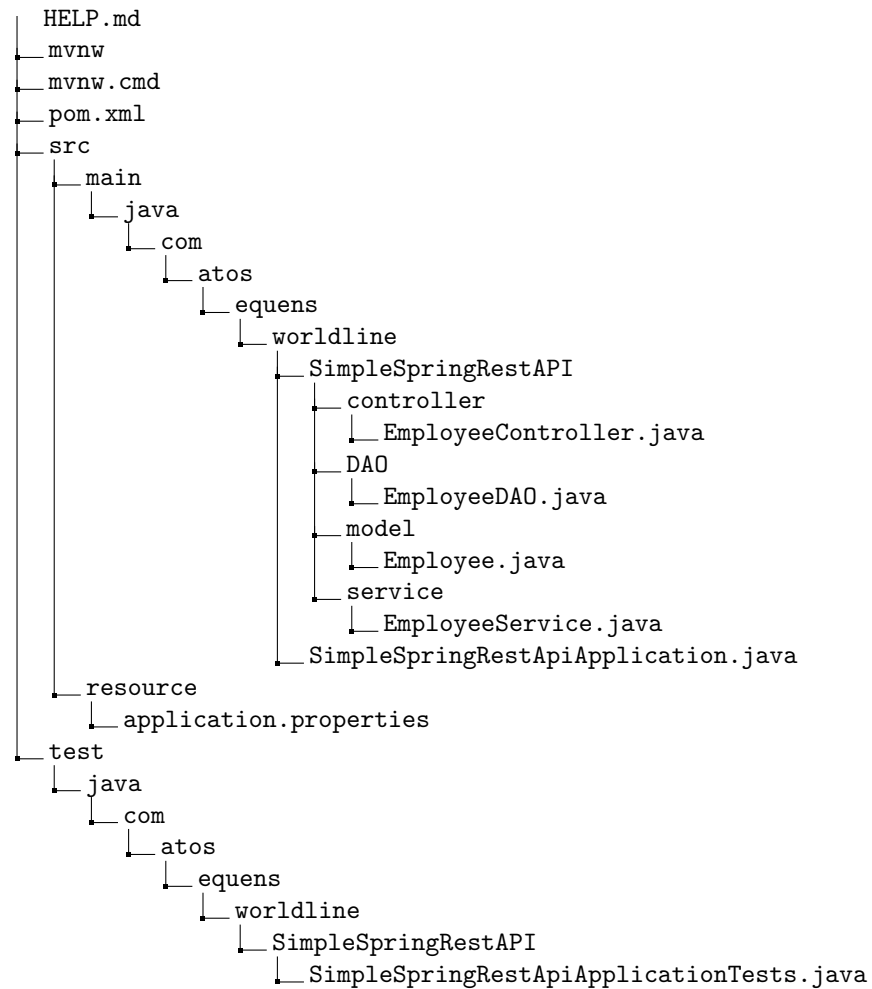 HELP.md
mvnw
mvnw.cmd
pom.xml
src
main
java
com
atos
equens
worldline
SimpleSpringRestAPI
controller
EmployeeController.java
DAO
EmployeeDAO.java
model
Employee.java
service
EmployeeService.java
SimpleSpringRestApiApplication.java
resource
application.properties
test
java
com
atos
equens
worldline
SimpleSpringRestAPI
SimpleSpringRestApiApplicationTests.java